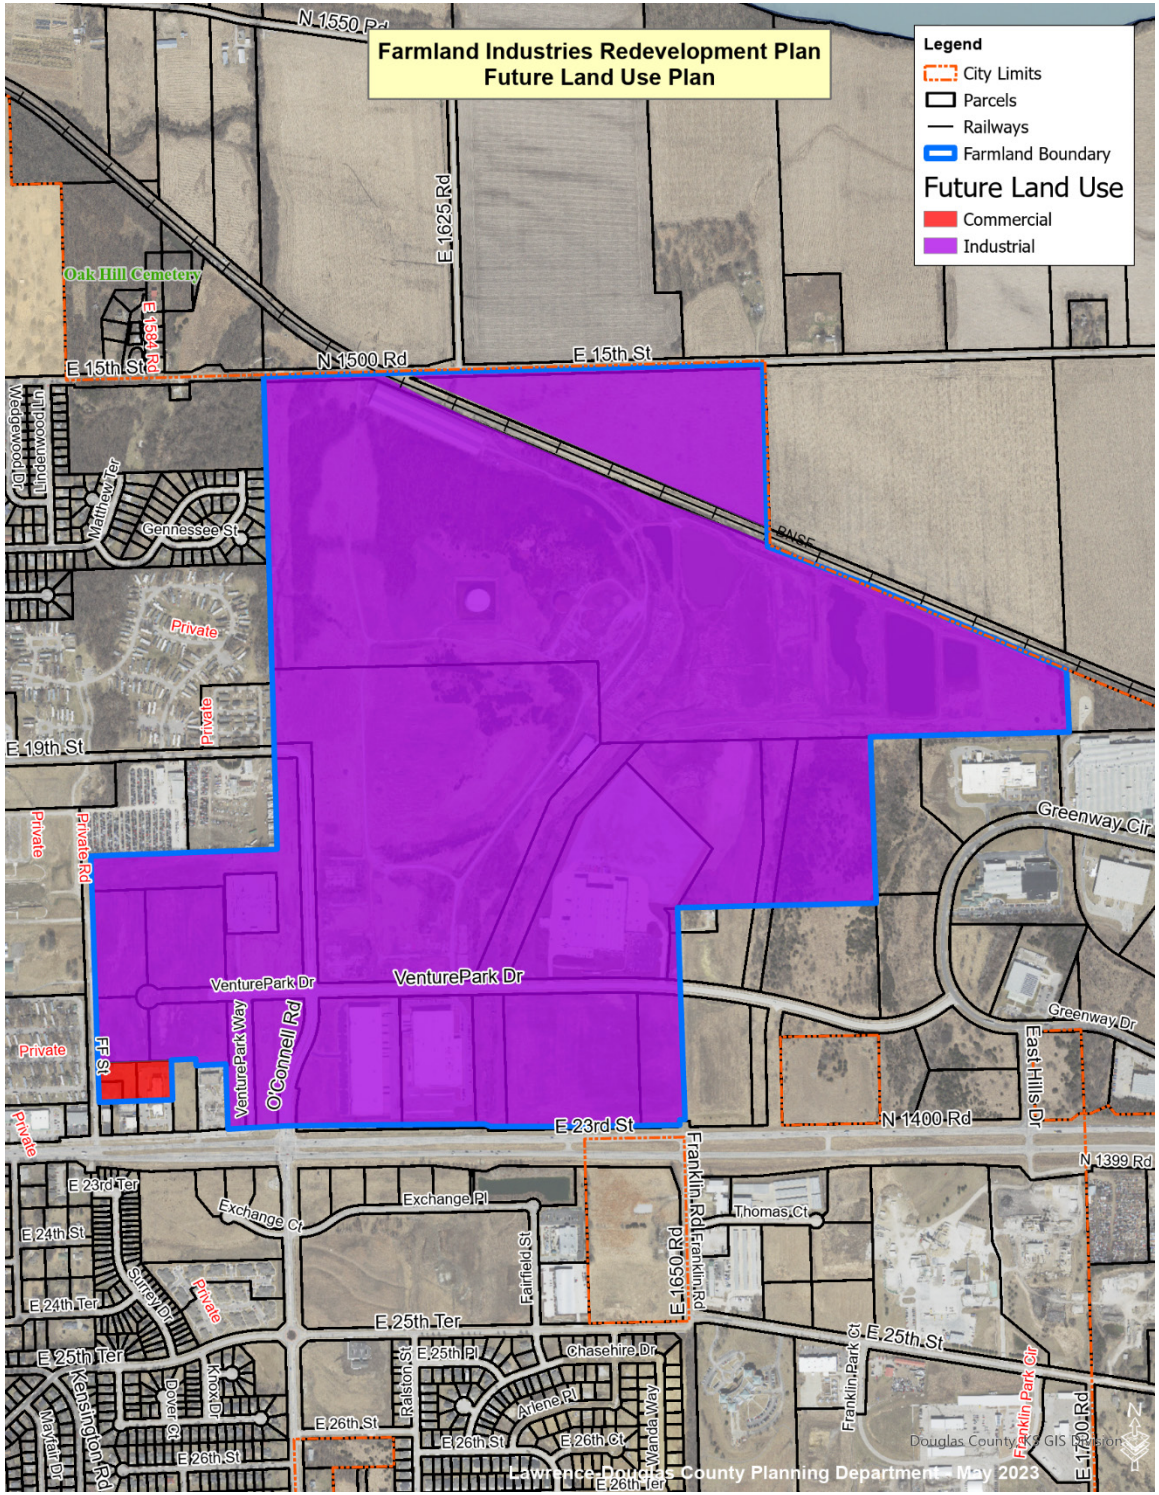 N 1550 Rd
Farmland Industries Redevelopment Plan
Future Land Use Plan
Legend
City Limits
Parcels
Railways
Farmland Boundary
Future Land Use
Commercial
Industrial
E 1625 Rd
Oak Hill Cemetery
E 1584 Rd
E 15th St
N 1500 Rd
E 15th St
Wedgewood Dr
Lindenwood Ln
Matthew Ter
Gennessee St
BNSF
Private
Private
E 19th St
Private
Private Rd
Greenway Cir
VenturePark Dr
VenturePark Dr
VenturePark Way
O'Connell Rd
Greenway Dr
East Hills Dr
FF St
Private
Private
E 23rd St
N 1400 Rd
N 1399 Rd
E 23rd Ter
Exchange Ct
Exchange Pl
Franklin Rd
Franklin Rd
E 1650 Rd
Thomas Ct
E 24th St
Surrey Dr
Private
Fairfield St
E 24th Ter
E 25th Ter
E 25th Ter
E 25th St
Kensington Rd
Knox Dr
Dover Ct
Ralston St
E 25th Pl
Chasehire Dr
Arlene Pl
Wanda Way
Franklin Park Ct
Franklin Park Cir
E 1700 Rd
Mayfair Dr
E 26th St
E 26th St
E 26th St
E 26th Ct
E 26th Ter
N
Douglas County, KS GIS Division
Lawrence-Douglas County Planning Department - May 2023